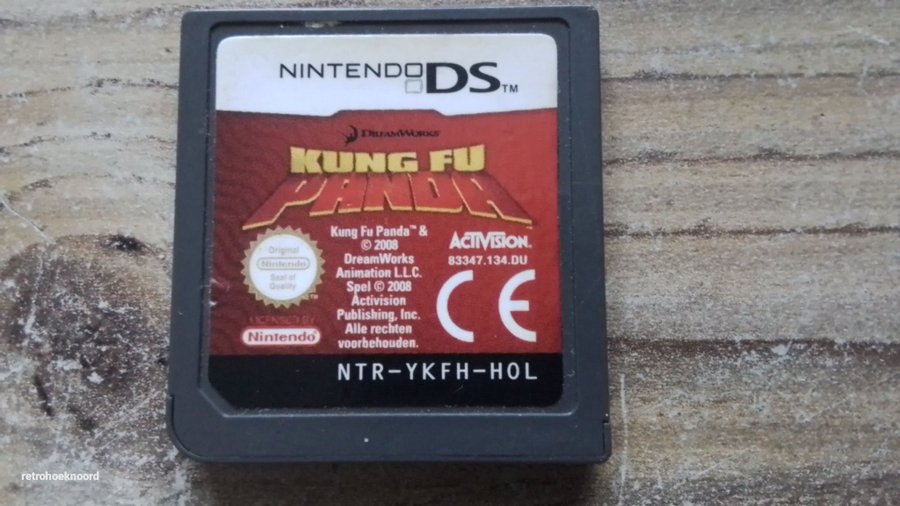 NINTENDO DS™
DREAMWORKS
KUNG FU
PANDA
Kung Fu Panda™ &
© 2008
DreamWorks
Animation L.L.C.
Spel © 2008
Activision
Publishing, Inc.
Alle rechten
voorbehouden.
Original
Nintendo
Seal of
Quality
™
LICENSED BY
Nintendo
ACTIVISION.
83347.134.DU
CE
NTR-YKFH-HOL
retrohoeknoord